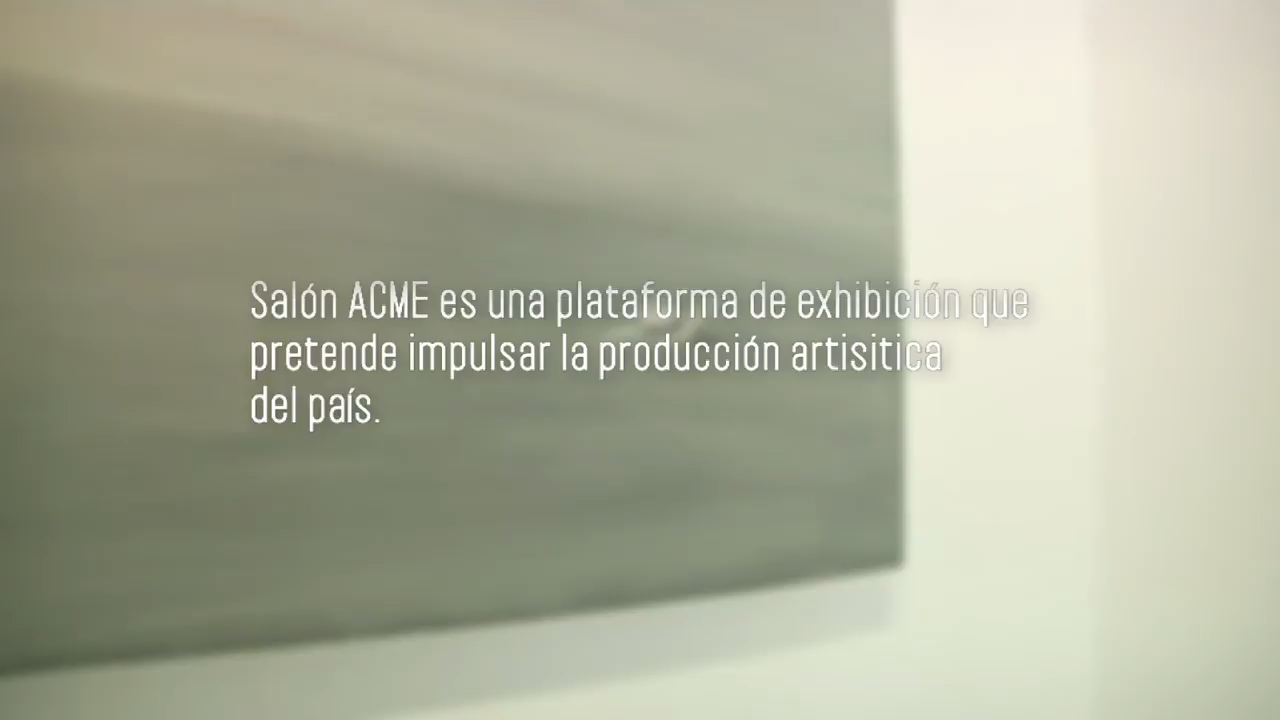 Salón ACME es una plataforma de exhibición que
pretende impulsar la producción artisitica
del país.